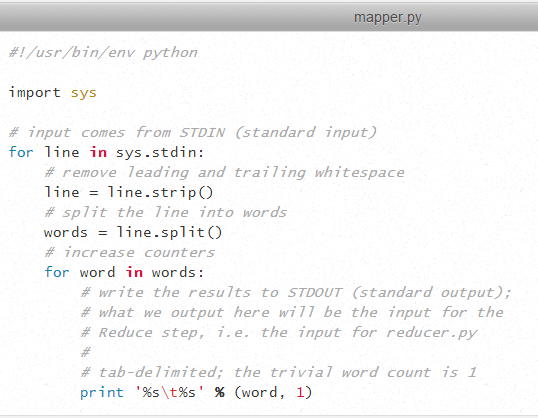 mapper.py
#!/usr/bin/env python
import sys
# input comes from STDIN (standard input)
for line in sys.stdin:
    # remove leading and trailing whitespace
    line = line.strip()
    # split the line into words
    words = line.split()
    # increase counters
    for word in words:
        # write the results to STDOUT (standard output);
        # what we output here will be the input for the
        # Reduce step, i.e. the input for reducer.py
        #
        # tab-delimited; the trivial word count is 1
        print '%s\t%s' % (word, 1)